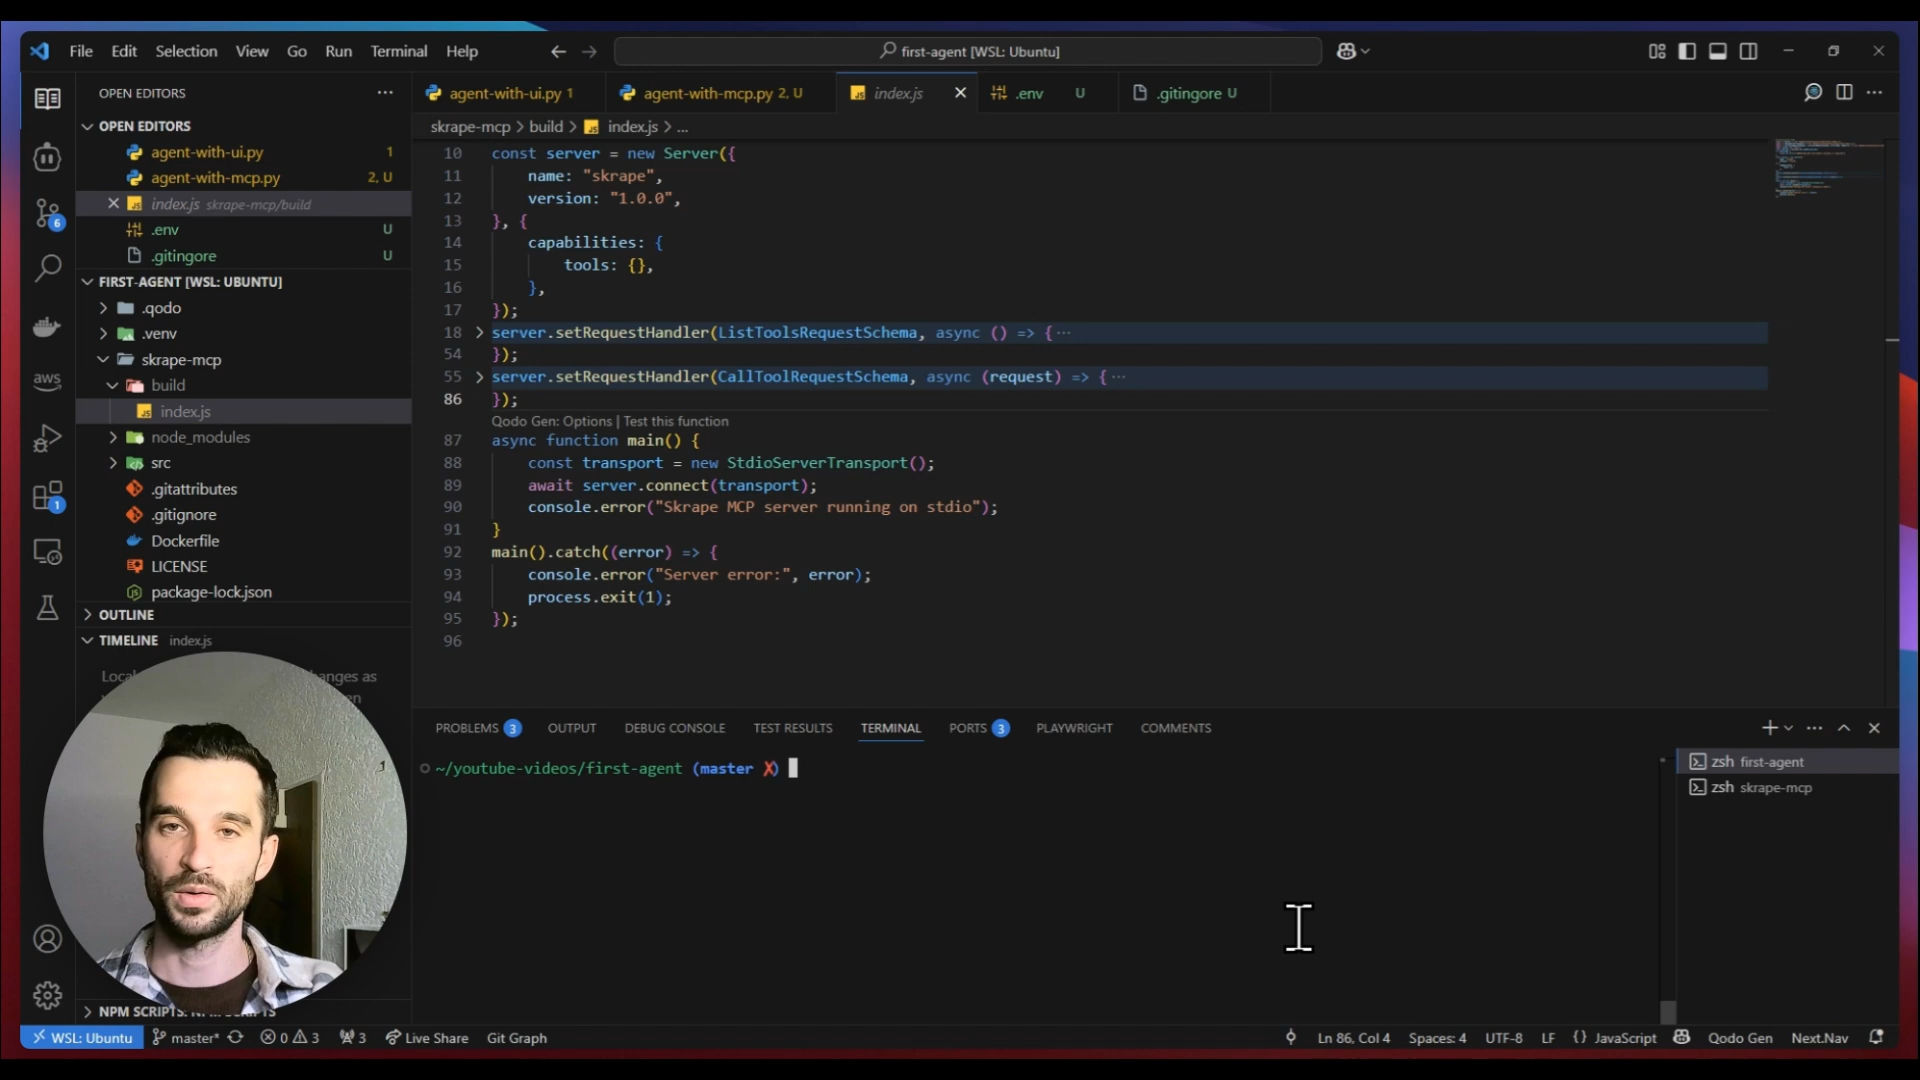 File Edit Selection View Go Run Terminal Help
first-agent [WSL: Ubuntu]
OPEN EDITORS
agent-with-ui.py 1
agent-with-mcp.py 2, U
index.js
.env U
.gitingore U
skrape-mcp > build > index.js > ...
OPEN EDITORS
agent-with-ui.py 1
agent-with-mcp.py 2, U
index.js skrape-mcp/build
.env U
.gitingore U
FIRST-AGENT [WSL: UBUNTU]
.qodo
.venv
skrape-mcp
build
index.js
node_modules
src
.gitattributes
.gitignore
Dockerfile
LICENSE
package-lock.json
OUTLINE
TIMELINE index.js
anges as
NPM SCRIPTS:
aws
6
1
10 const server = new Server({
11 name: "skrape",
12 version: "1.0.0",
13 }, {
14 capabilities: {
15 tools: {},
16 },
17 });
18 server.setRequestHandler(ListToolsRequestSchema, async () => {···
54 });
55 server.setRequestHandler(CallToolRequestSchema, async (request) => {···
86 });
Qodo Gen: Options | Test this function
87 async function main() {
88 const transport = new StdioServerTransport();
89 await server.connect(transport);
90 console.error("Skrape MCP server running on stdio");
91 }
92 main().catch((error) => {
93 console.error("Server error:", error);
94 process.exit(1);
95 });
96
PROBLEMS 3 OUTPUT DEBUG CONSOLE TEST RESULTS TERMINAL PORTS 3 PLAYWRIGHT COMMENTS
~/youtube-videos/first-agent (master ✗)
zsh first-agent
zsh skrape-mcp
WSL: Ubuntu master* 0 3 3 Live Share Git Graph
Ln 86, Col 4 Spaces: 4 UTF-8 LF {} JavaScript Qodo Gen Next.Nav